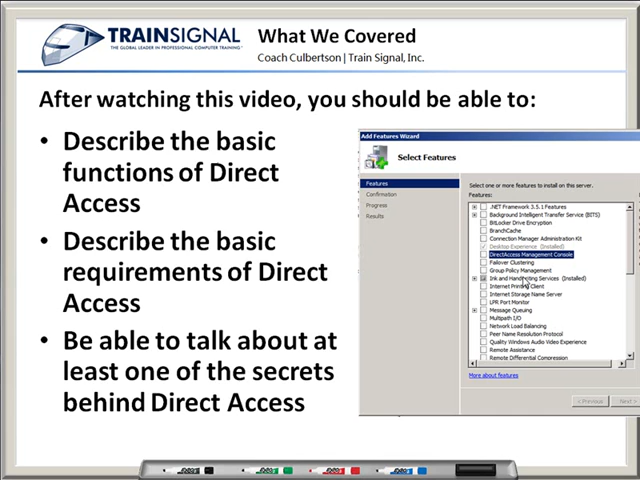 TRAINSIGNAL
THE GLOBAL LEADER IN PROFESSIONAL COMPUTER TRAINING
What We Covered
Coach Culbertson | Train Signal, Inc.
After watching this video, you should be able to:
• Describe the basic
functions of Direct
Access
• Describe the basic
requirements of Direct
Access
• Be able to talk about at
least one of the secrets
behind Direct Access
Add Features Wizard
Select Features
Features
Confirmation
Progress
Results
Select one or more features to install on this server.
Features:
.NET Framework 3.5.1 Features
Background Intelligent Transfer Service (BITS)
BitLocker Drive Encryption
BranchCache
Connection Manager Administration Kit
Desktop Experience (Installed)
DirectAccess Management Console
Failover Clustering
Group Policy Management
Ink and Handwriting Services (Installed)
Internet Printing Client
Internet Storage Name Server
LPR Port Monitor
Message Queuing
Multipath I/O
Network Load Balancing
Peer Name Resolution Protocol
Quality Windows Audio Video Experience
Remote Assistance
Remote Differential Compression
More about features
< Previous
Next >